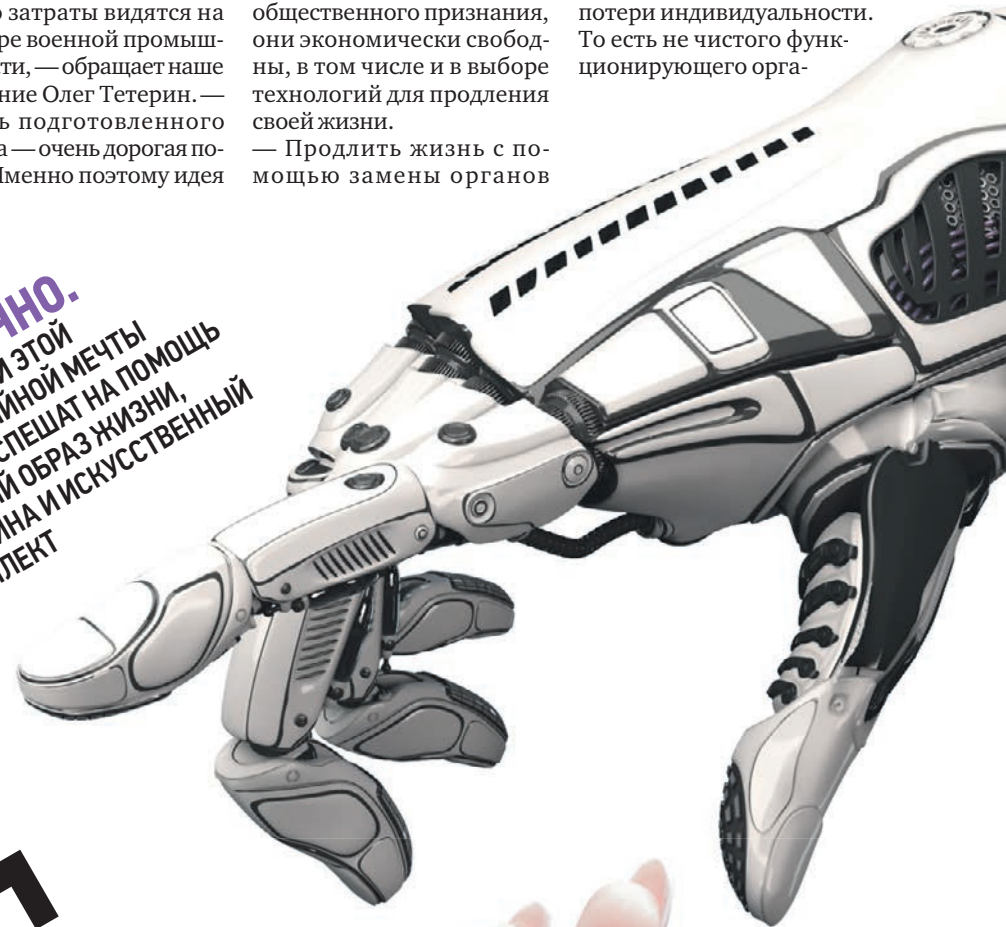 затраты видятся на
ре военной промыш-
ти, — обращает наше
ние Олег Тетерин. —
подготовленного
а — очень дорогая по-
Именно поэтому идея
общественного признания,
они экономически свобод-
ны, в том числе и в выборе
технологий для продления
своей жизни.
— Продлить жизнь с по-
мощью замены органов
потери индивидуальности.
То есть не чистого функ-
ционирующего орга-
ЧНО.
И ЭТОЙ
ЙНОЙ МЕЧТЫ
СПЕШАТ НА ПОМОЩЬ
Й ОБРАЗ ЖИЗНИ,
ИНА И ИСКУССТВЕННЫЙ
ЛЕКТ